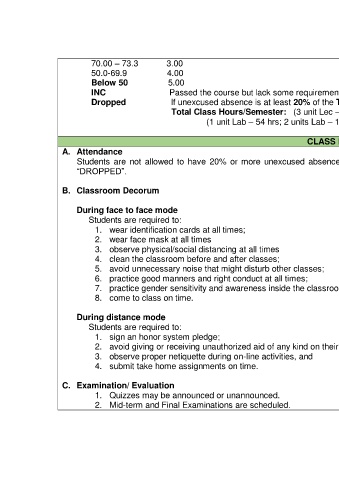 70.00 – 73.3 3.00
50.0-69.9 4.00
Below 50 5.00
INC Passed the course but lack some requiremen
Dropped If unexcused absence is at least 20% of the T
Total Class Hours/Semester: (3 unit Lec –
(1 unit Lab – 54 hrs; 2 units Lab – 1
CLASS
A. Attendance
Students are not allowed to have 20% or more unexcused absence
“DROPPED”.
B. Classroom Decorum
During face to face mode
Students are required to:
1. wear identification cards at all times;
2. wear face mask at all times
3. observe physical/social distancing at all times
4. clean the classroom before and after classes;
5. avoid unnecessary noise that might disturb other classes;
6. practice good manners and right conduct at all times;
7. practice gender sensitivity and awareness inside the classroo
8. come to class on time.
During distance mode
Students are required to:
1. sign an honor system pledge;
2. avoid giving or receiving unauthorized aid of any kind on their
3. observe proper netiquette during on-line activities, and
4. submit take home assignments on time.
C. Examination/ Evaluation
1. Quizzes may be announced or unannounced.
2. Mid-term and Final Examinations are scheduled.